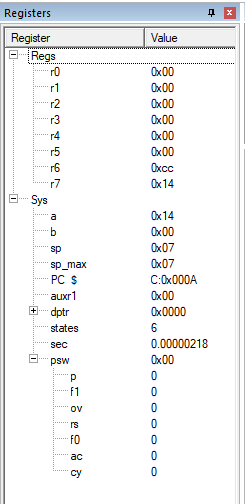 Registers
Register Value
Regs
r0 0x00
r1 0x00
r2 0x00
r3 0x00
r4 0x00
r5 0x00
r6 0xcc
r7 0x14
Sys
a 0x14
b 0x00
sp 0x07
sp_max 0x07
PC $ C:0x000A
auxr1 0x00
dptr 0x0000
states 6
sec 0.00000218
psw 0x00
p 0
f1 0
ov 0
rs 0
f0 0
ac 0
cy 0